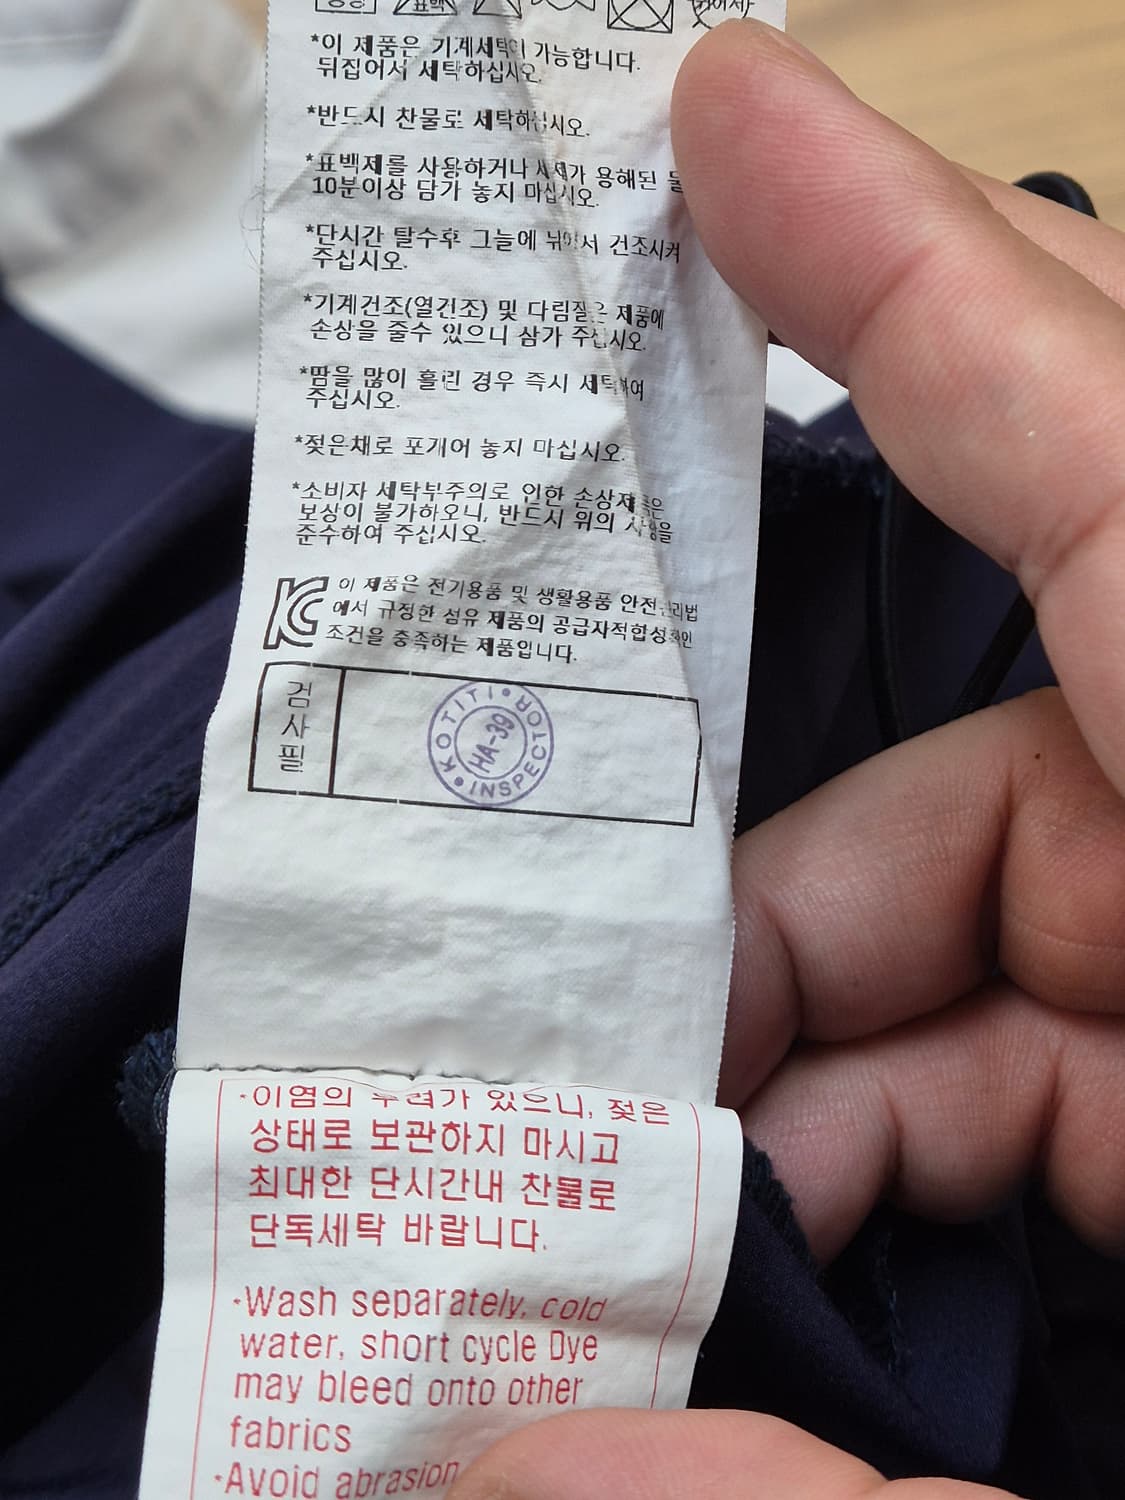 표백
*이 제품은 기계세탁이 가능합니다.
뒤집어서 세탁하십시오.
*반드시 찬물로 세탁하십시오.
*표백제를 사용하거나 세제가 용해된 물
10분이상 담가 놓지 마십시오.
*단시간 탈수후 그늘에 뉘어서 건조시켜
주십시오.
*기계건조(열건조) 및 다림질은 제품에
손상을 줄수 있으니 삼가 주십시오.
*땀을 많이 흘린 경우 즉시 세탁하여
주십시오.
*젖은채로 포개어 놓지 마십시오.
*소비자 세탁부주의로 인한 손상제품은
보상이 불가하오니, 반드시 위의 사항을
준수하여 주십시오.
이 제품은 전기용품 및 생활용품 안전관리법
에서 규정한 섬유 제품의 공급자적합성확인
조건을 충족하는 제품입니다.
검사필
KOTITI INSPECTOR
HA-39
*이염의 우려가 있으니, 젖은
상태로 보관하지 마시고
최대한 단시간내 찬물로
단독세탁 바랍니다.
*Wash separately, cold
water, short cycle Dye
may bleed onto other
fabrics
*Avoid abrasion